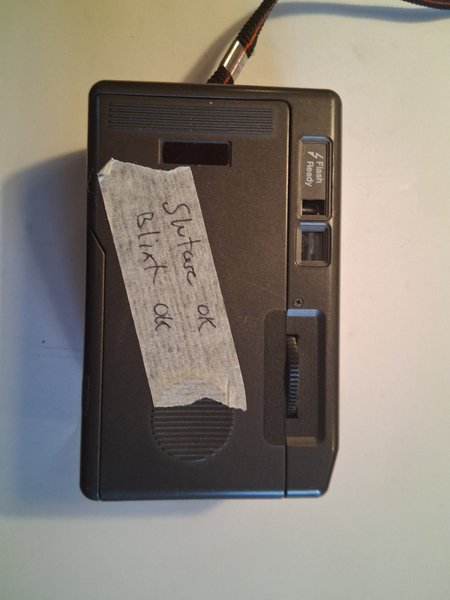 Flash
Ready
Slutare ok
Blixt ok